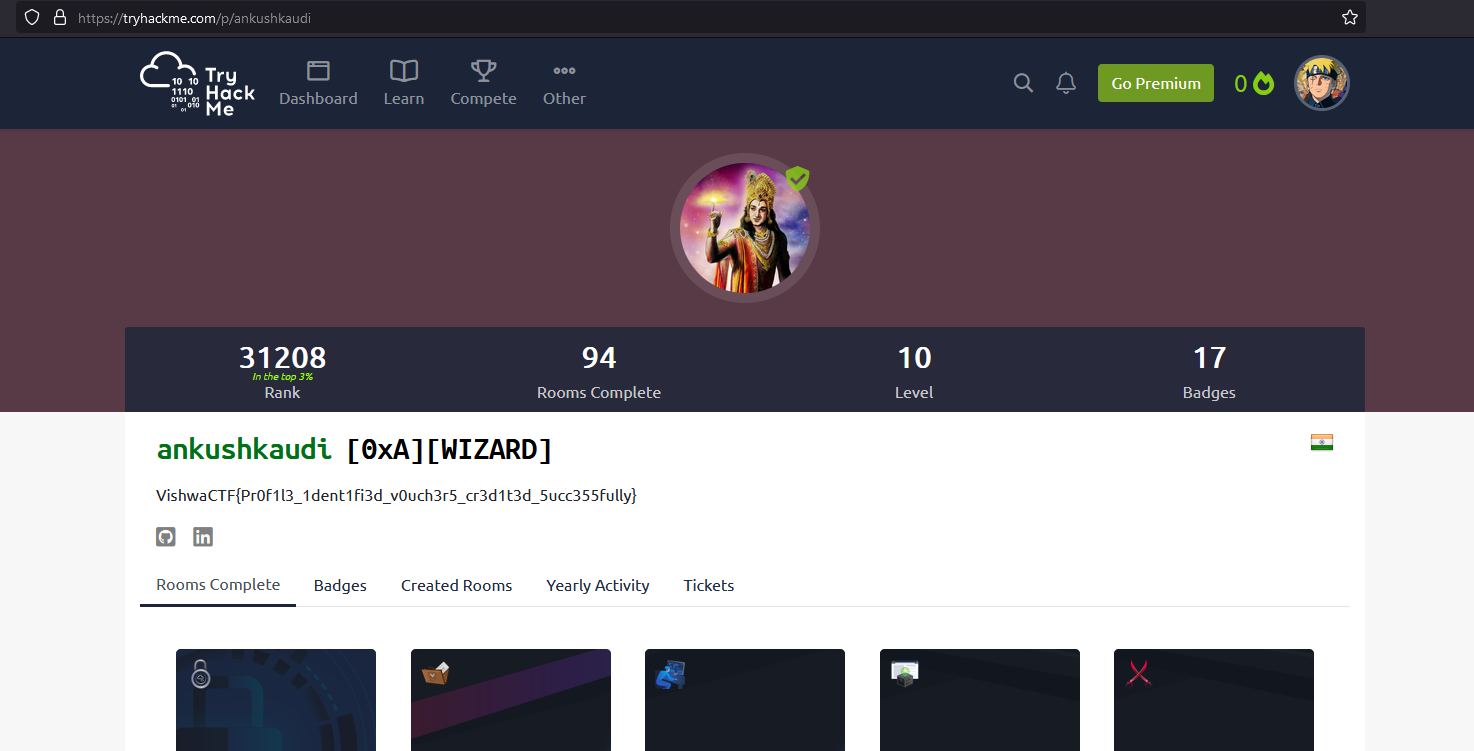 https://tryhackme.com/p/ankushkaudi
Try Hack Me
10 10
1110
0101 01
01 010
01
Dashboard
Learn
Compete
Other
Go Premium
0
31208
In the top 3%
Rank
94
Rooms Complete
10
Level
17
Badges
ankushkaudi [0xA][WIZARD]
VishwaCTF{Pr0f1l3_1dent1fi3d_v0uch3r5_cr3d1t3d_5ucc355fully}
in
Rooms Complete
Badges
Created Rooms
Yearly Activity
Tickets